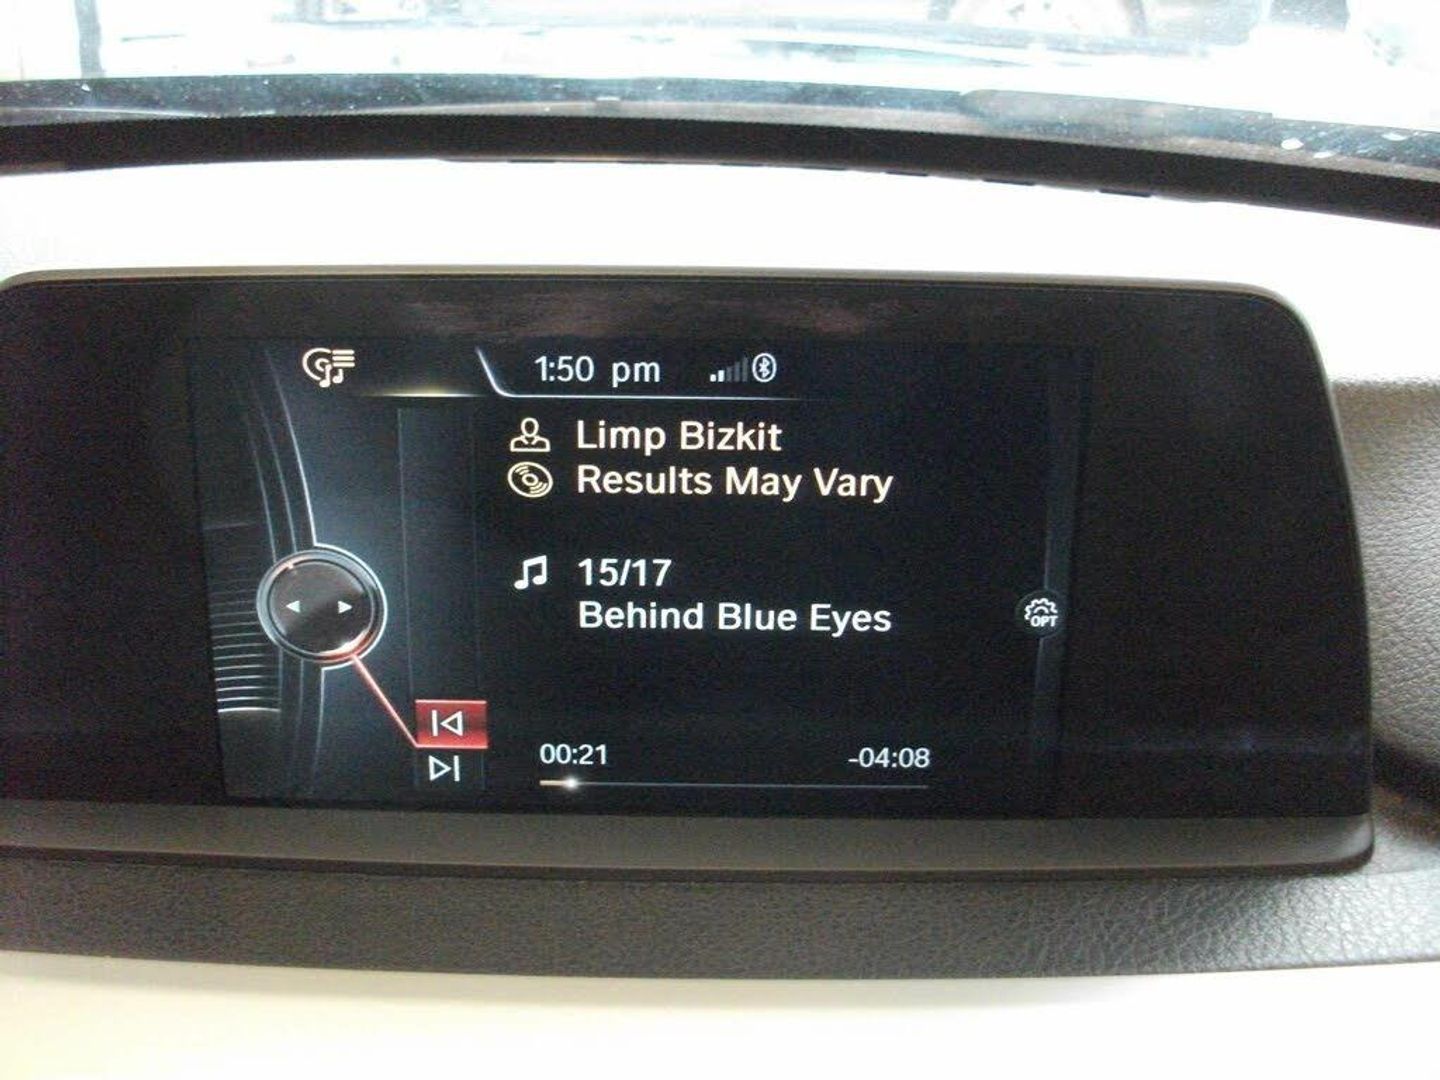 1:50 pm
Limp Bizkit
Results May Vary
15/17
Behind Blue Eyes
OPT
00:21
-04:08